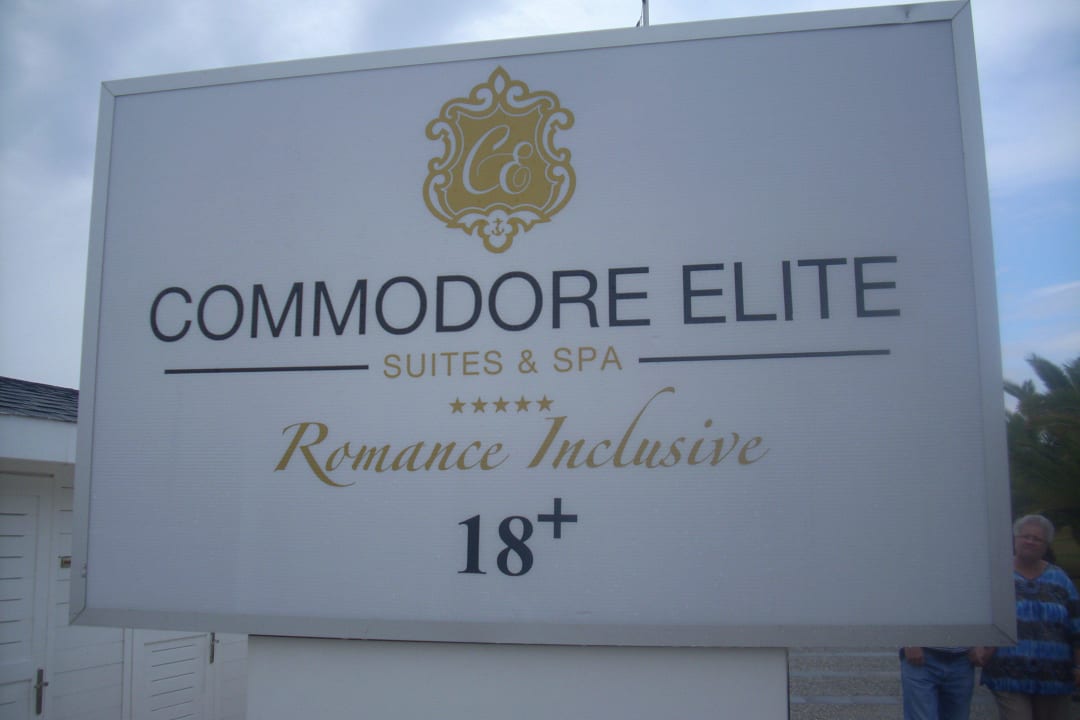 CE
COMMODORE ELITE
SUITES & SPA
★★★★★
Romance Inclusive
18+